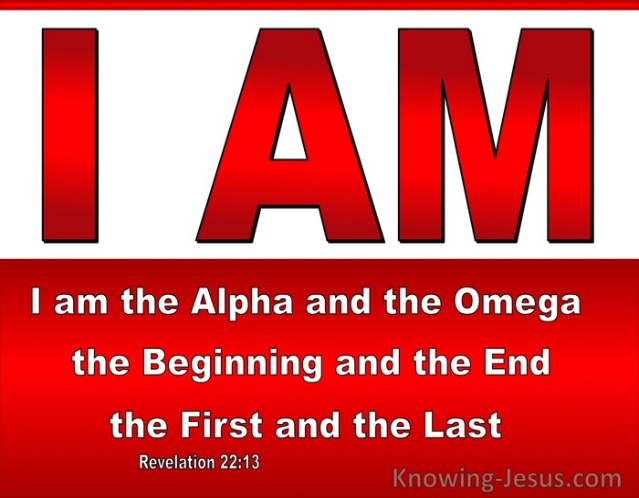 I AM
I am the Alpha and the Omega
the Beginning and the End
the First and the Last
Revelation 22:13
Knowing-Jesus.com